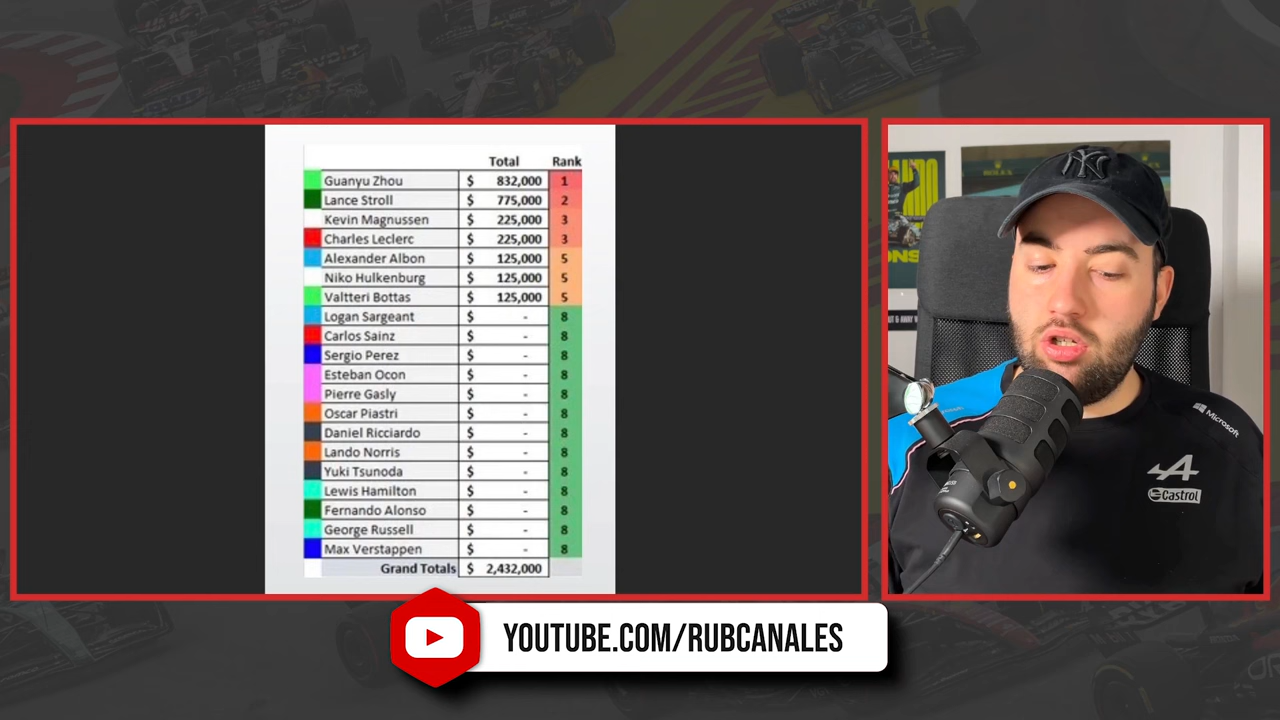 Total Rank
Guanyu Zhou $ 832,000 1
Lance Stroll $ 775,000 2
Kevin Magnussen $ 225,000 3
Charles Leclerc $ 225,000 3
Alexander Albon $ 125,000 5
Niko Hulkenburg $ 125,000 5
Valtteri Bottas $ 125,000 5
Logan Sargeant $ - 8
Carlos Sainz $ - 8
Sergio Perez $ - 8
Esteban Ocon $ - 8
Pierre Gasly $ - 8
Oscar Piastri $ - 8
Daniel Ricciardo $ - 8
Lando Norris $ - 8
Yuki Tsunoda $ - 8
Lewis Hamilton $ - 8
Fernando Alonso $ - 8
George Russell $ - 8
Max Verstappen $ - 8
Grand Totals $ 2,432,000
ROLEX
Microsoft
Castrol
YOUTUBE.COM/RUBCANALES